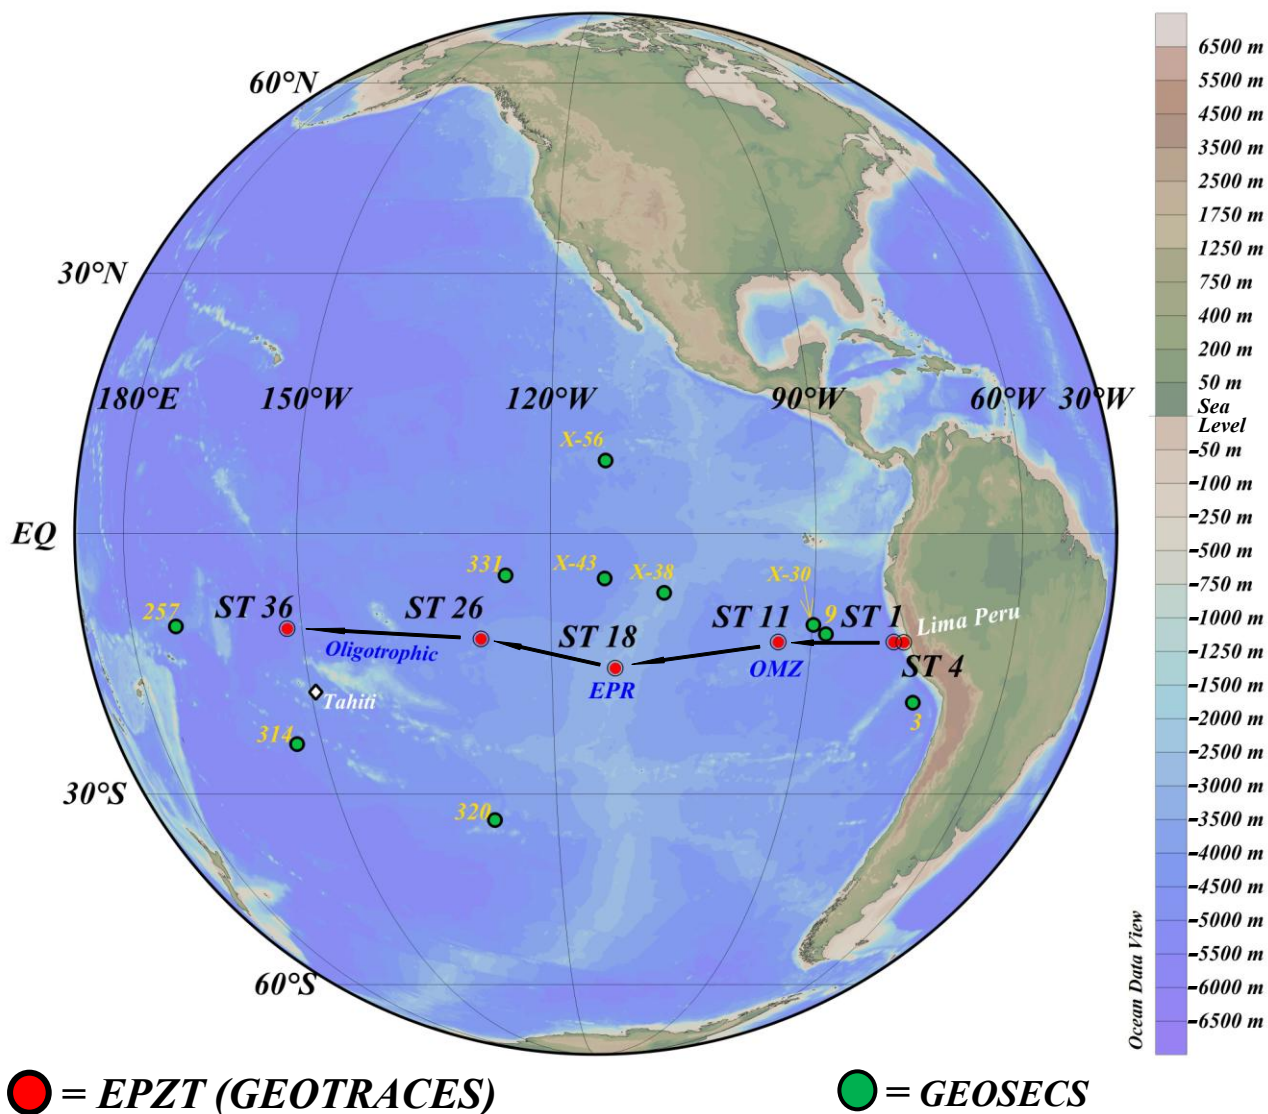 60°N
30°N
180°E 150°W 120°W 90°W 60°W 30°W
X-56
EQ
331 X-43 X-38 X-30
257 ST 36 ST 26 ST 18 ST 11 9 ST 1 Lima Peru
Oligotrophic EPR OMZ ST 4
Tahiti
314 3
30°S
320
60°S
6500 m
5500 m
4500 m
3500 m
2500 m
1750 m
1250 m
750 m
400 m
200 m
50 m
Sea
Level
-50 m
-100 m
-250 m
-500 m
-750 m
-1000 m
-1250 m
-1500 m
-2000 m
-2500 m
-3000 m
-3500 m
-4000 m
-4500 m
-5000 m
-5500 m
-6000 m
-6500 m
Ocean Data View
= EPZT (GEOTRACES)
= GEOSECS